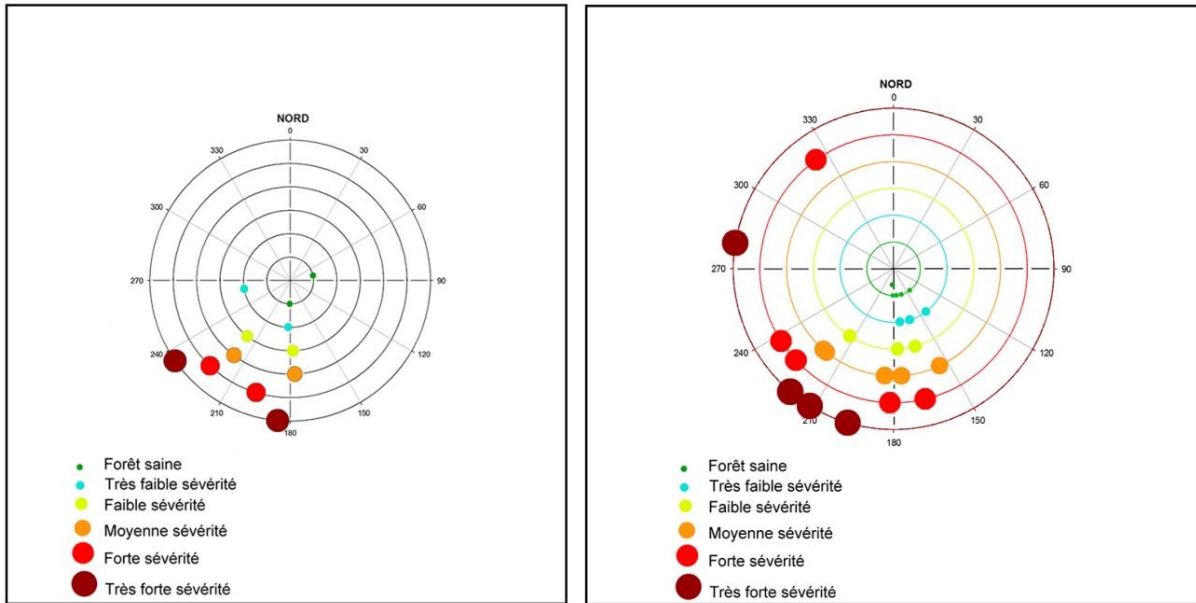 NORD
0
330
30
300
60
270
90
240
120
210
150
180
Forêt saine
Très faible sévérité
Faible sévérité
Moyenne sévérité
Forte sévérité
Très forte sévérité
NORD
0
330
30
300
60
270
90
240
120
210
150
180
Forêt saine
Très faible sévérité
Faible sévérité
Moyenne sévérité
Forte sévérité
Très forte sévérité